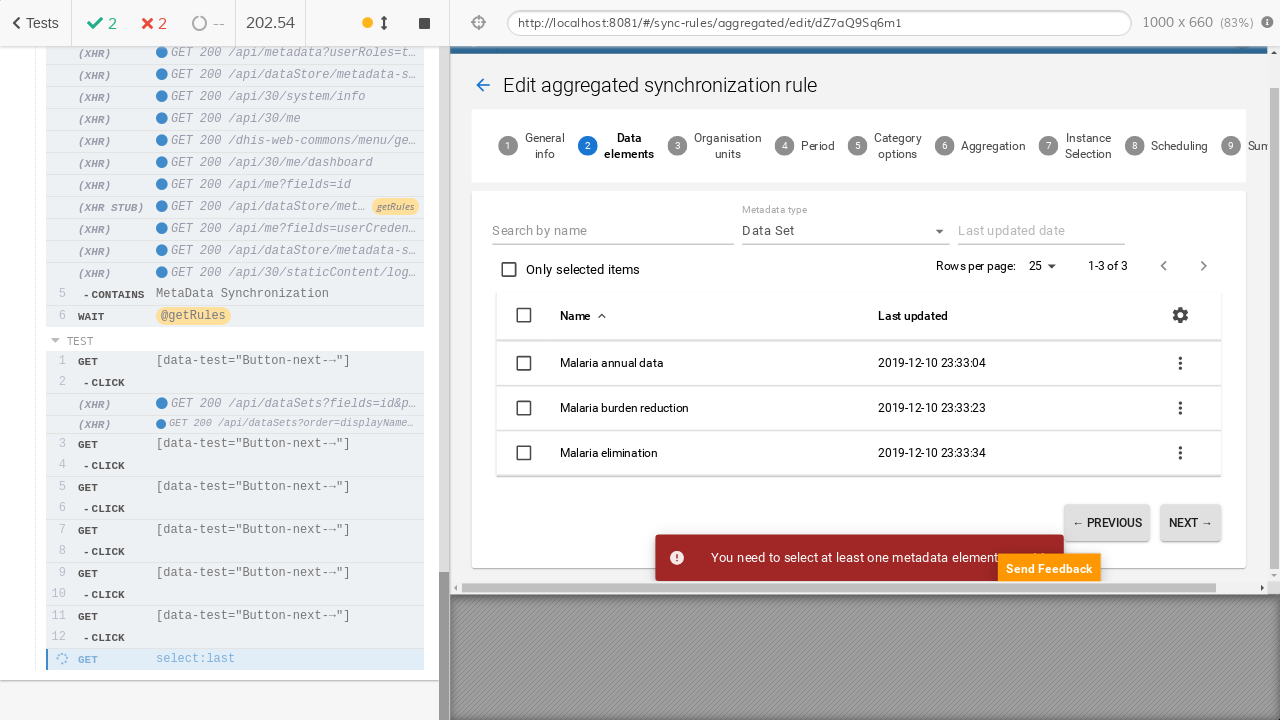 Tests 2 2 -- 202.54
http://localhost:8081/#/sync-rules/aggregated/edit/dZ7aQ9Sq6m1 1000 x 660 (83%)
(XHR) GET 200 /api/metadata?userRoles=t…
(XHR) GET 200 /api/dataStore/metadata-s…
(XHR) GET 200 /api/30/system/info
(XHR) GET 200 /api/30/me
(XHR) GET 200 /dhis-web-commons/menu/ge…
(XHR) GET 200 /api/30/me/dashboard
(XHR) GET 200 /api/me?fields=id
(XHR STUB) GET 200 /api/dataStore/met… getRules
(XHR) GET 200 /api/me?fields=userCreden…
(XHR) GET 200 /api/dataStore/metadata-s…
(XHR) GET 200 /api/30/staticContent/log…
5 -CONTAINS MetaData Synchronization
6 WAIT @getRules
TEST
1 GET [data-test="Button-next-→"]
2 -CLICK
(XHR) GET 200 /api/dataSets?fields=id&p…
(XHR) GET 200 /api/dataSets?order=displayName…
3 GET [data-test="Button-next-→"]
4 -CLICK
5 GET [data-test="Button-next-→"]
6 -CLICK
7 GET [data-test="Button-next-→"]
8 -CLICK
9 GET [data-test="Button-next-→"]
10 -CLICK
11 GET [data-test="Button-next-→"]
12 -CLICK
GET select:last
← Edit aggregated synchronization rule
1 General info
2 Data elements
3 Organisation units
4 Period
5 Category options
6 Aggregation
7 Instance Selection
8 Scheduling
9
Search by name
Metadata type
Data Set
Last updated date
Only selected items
Rows per page: 25 1-3 of 3
Name Last updated
Malaria annual data 2019-12-10 23:33:04
Malaria burden reduction 2019-12-10 23:33:23
Malaria elimination 2019-12-10 23:33:34
← PREVIOUS NEXT →
You need to select at least one metadata element
Send Feedback